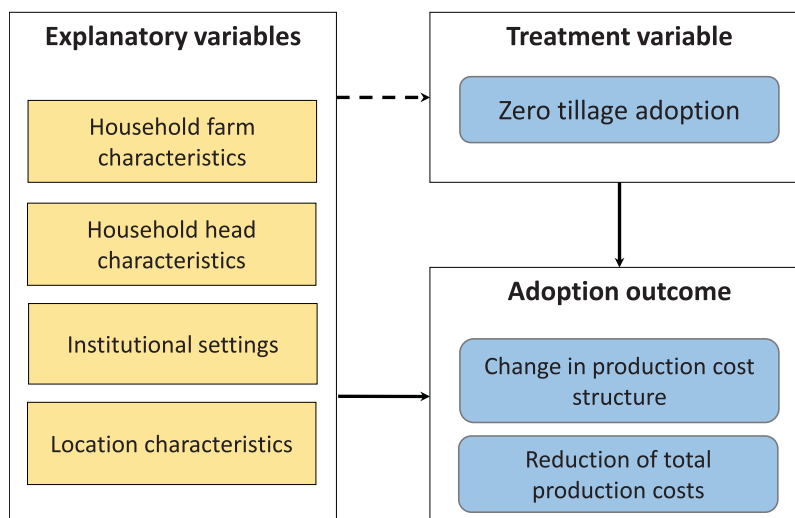 Explanatory variables
Household farm
characteristics
Household head
characteristics
Institutional settings
Location characteristics
Treatment variable
Zero tillage adoption
Adoption outcome
Change in production cost
structure
Reduction of total
production costs